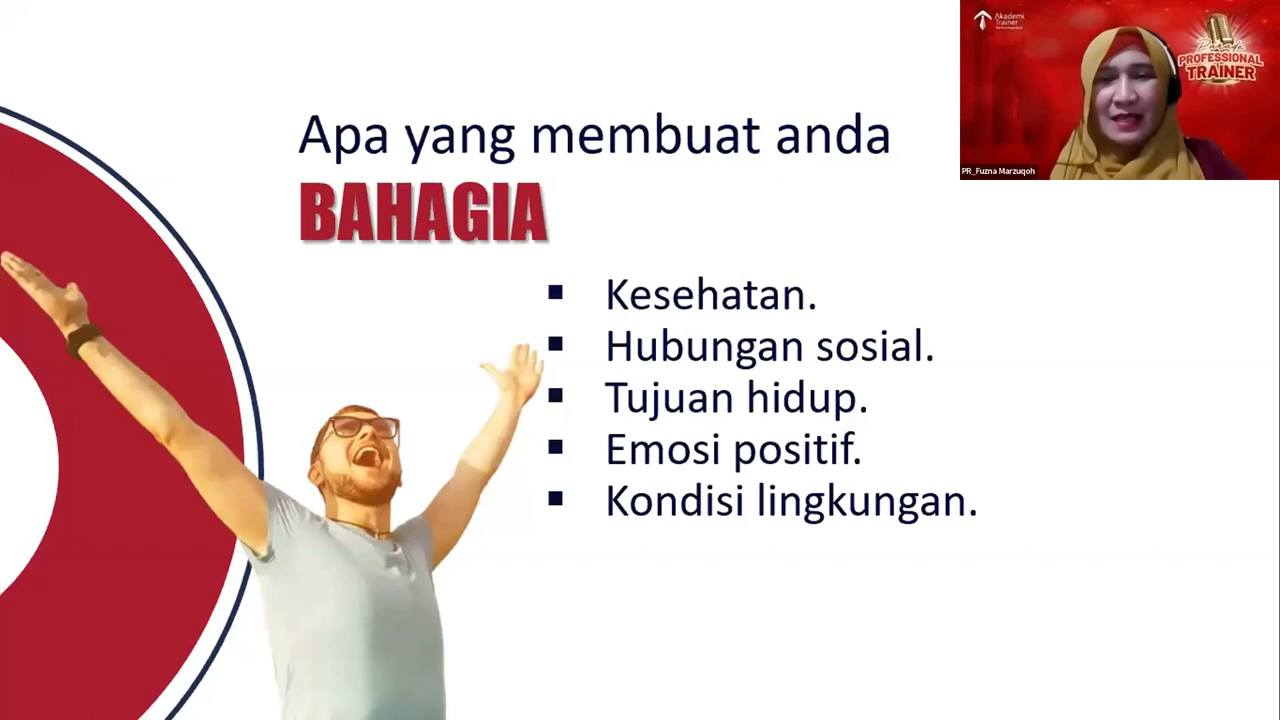 Apa yang membuat anda
BAHAGIA
▪ Kesehatan.
▪ Hubungan sosial.
▪ Tujuan hidup.
▪ Emosi positif.
▪ Kondisi lingkungan.
Akademi
Trainer
PROFESSIONAL
TRAINER
PR_Fuzna Marzuqoh